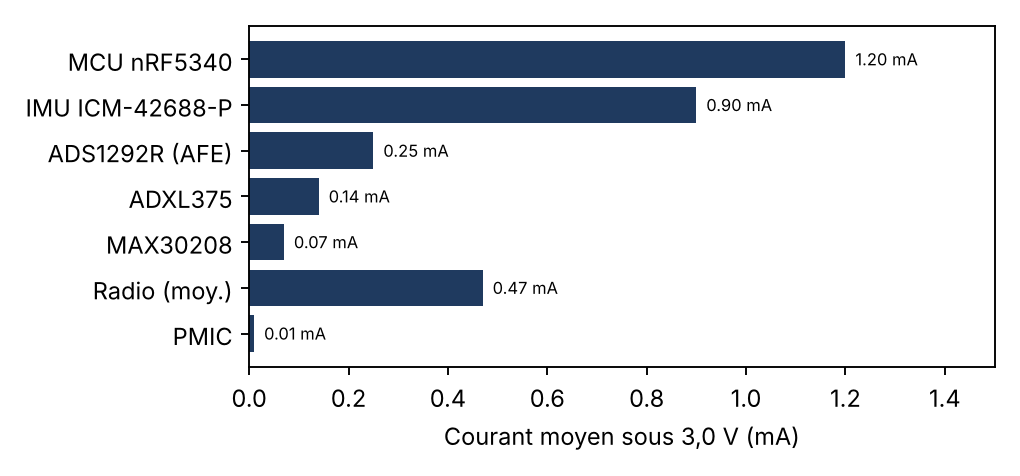 MCU nRF5340
1.20 mA
IMU ICM-42688-P
0.90 mA
ADS1292R (AFE)
0.25 mA
ADXL375
0.14 mA
MAX30208
0.07 mA
Radio (moy.)
0.47 mA
PMIC
0.01 mA
0.0 0.2 0.4 0.6 0.8 1.0 1.2 1.4
Courant moyen sous 3,0 V (mA)